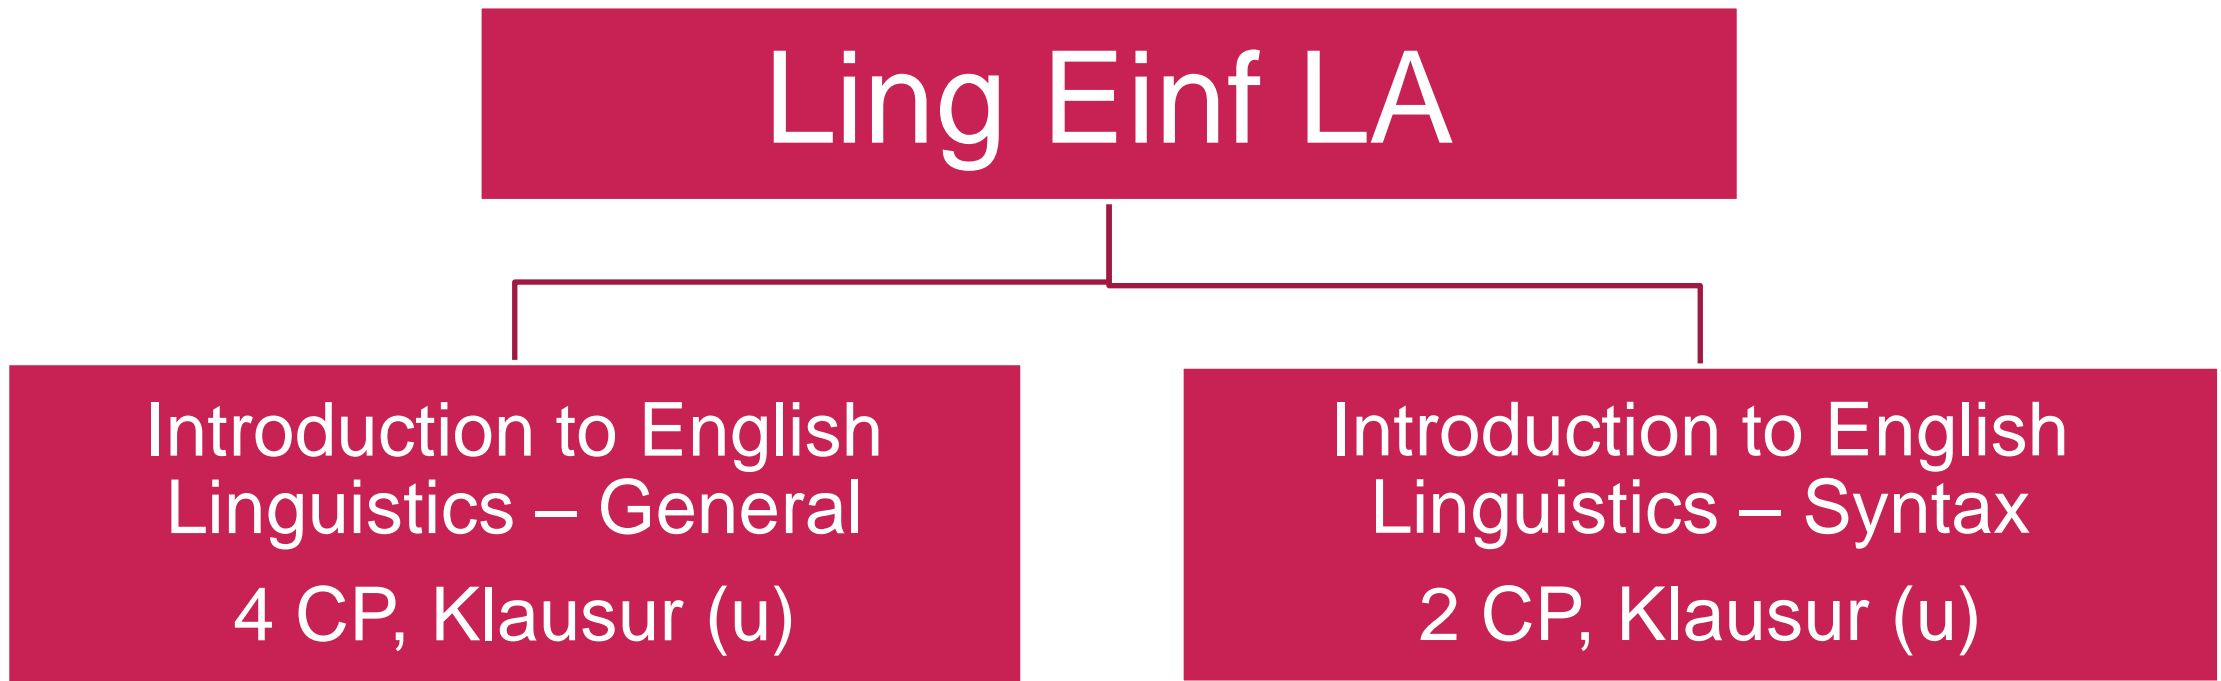 Ling Einf LA
Introduction to English
Linguistics – General
4 CP, Klausur (u)
Introduction to English
Linguistics – Syntax
2 CP, Klausur (u)